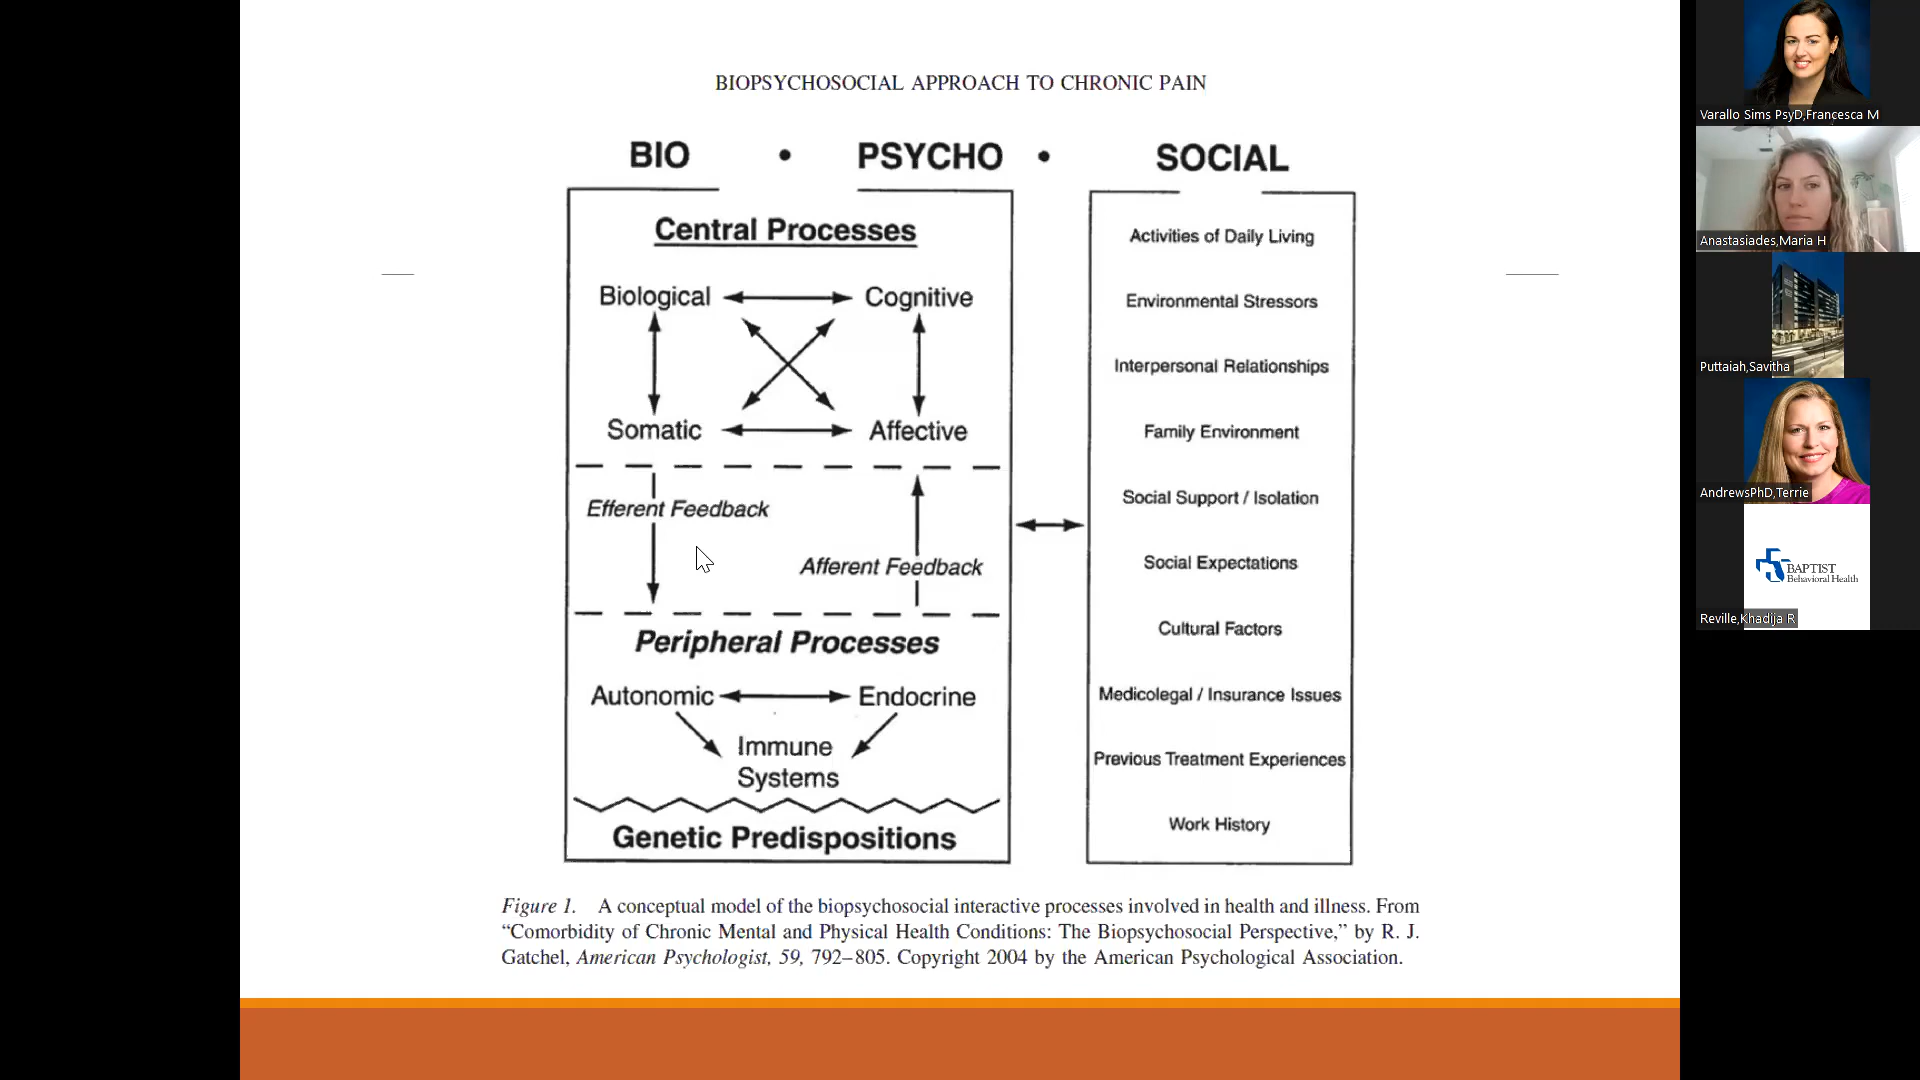 BIOPSYCHOSOCIAL APPROACH TO CHRONIC PAIN
BIO • PSYCHO • SOCIAL
Central Processes
Biological Cognitive
Somatic Affective
Efferent Feedback
Afferent Feedback
Peripheral Processes
Autonomic Endocrine
Immune
Systems
Genetic Predispositions
Activities of Daily Living
Environmental Stressors
Interpersonal Relationships
Family Environment
Social Support / Isolation
Social Expectations
Cultural Factors
Medicolegal / Insurance Issues
Previous Treatment Experiences
Work History
Figure 1. A conceptual model of the biopsychosocial interactive processes involved in health and illness. From
“Comorbidity of Chronic Mental and Physical Health Conditions: The Biopsychosocial Perspective,” by R. J.
Gatchel, American Psychologist, 59, 792–805. Copyright 2004 by the American Psychological Association.
Varallo Sims PsyD,Francesca M
Anastasiades,Maria H
Puttaiah,Savitha
AndrewsPhD,Terrie
BAPTIST
Behavioral Health
Reville,Khadija R